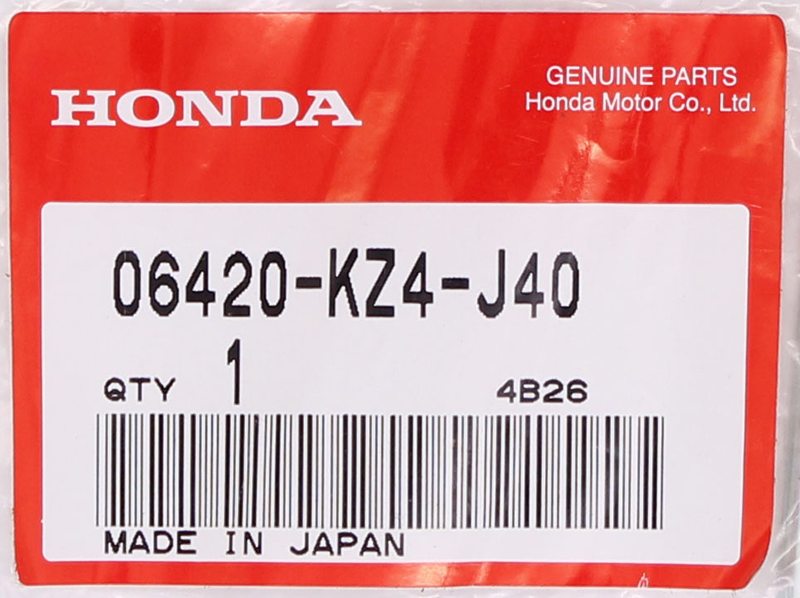 HONDA
GENUINE PARTS
Honda Motor Co., Ltd.
06420-KZ4-J40
QTY 1 4B26
MADE IN JAPAN